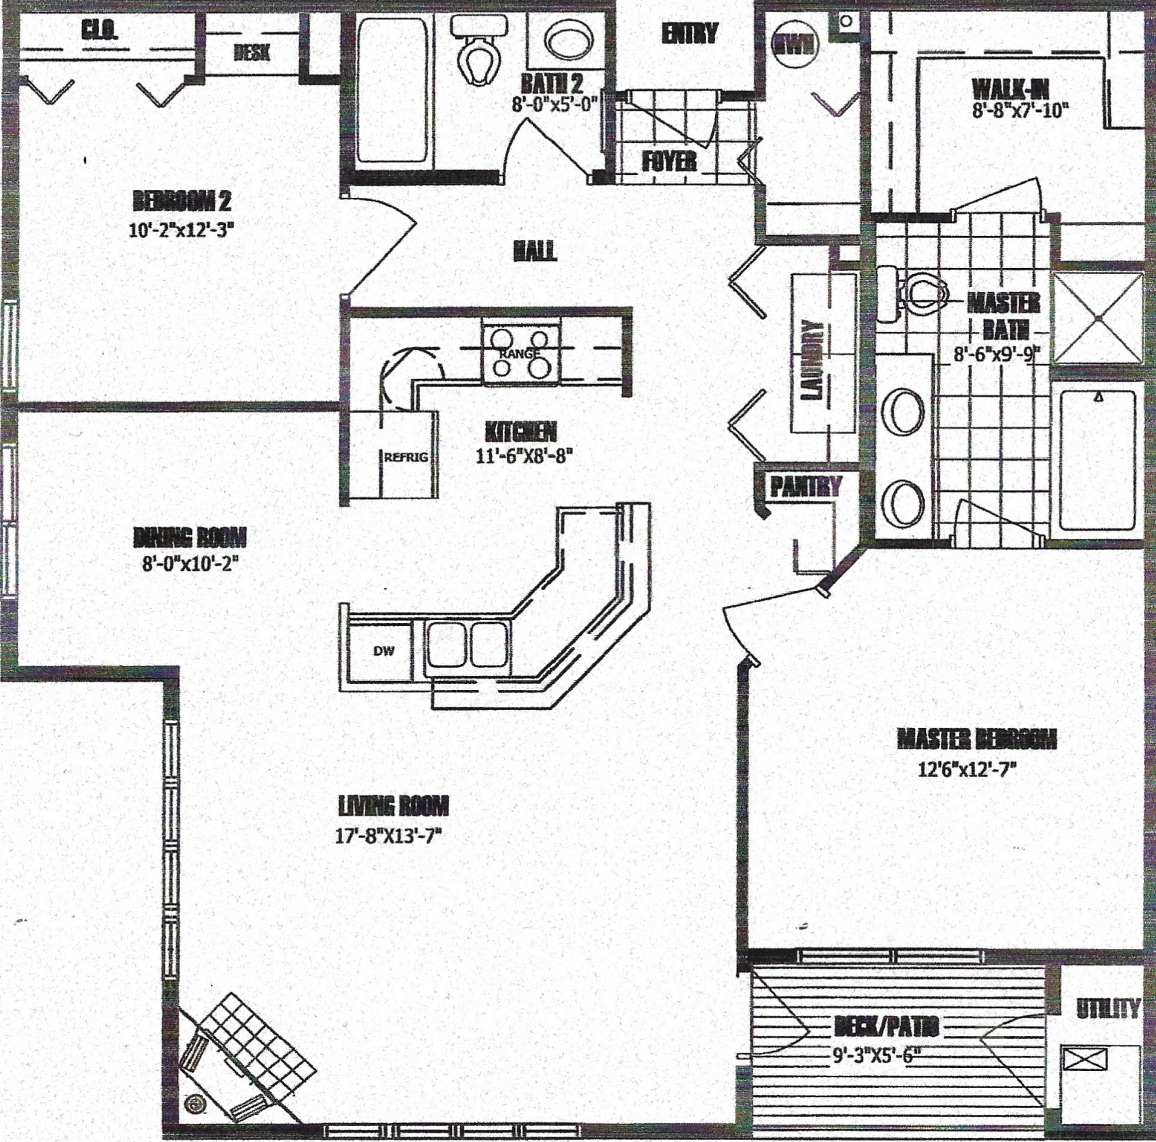 CLO.
DESK
ENTRY
HWH
BATH 2
8'-0"x5'-0"
WALK-IN
8'-8"x7'-10"
FOYER
BEDROOM 2
10'-2"x12'-3"
HALL
MASTER
BATH
8'-6"x9'-9"
RANGE
LAUNDRY
KITCHEN
11'-6"X8'-8"
REFRIG
PANTRY
DINING ROOM
8'-0"x10'-2"
DW
MASTER BEDROOM
12'6"x12'-7"
LIVING ROOM
17'-8"X13'-7"
UTILITY
DECK/PATIO
9'-3"X5'-6"